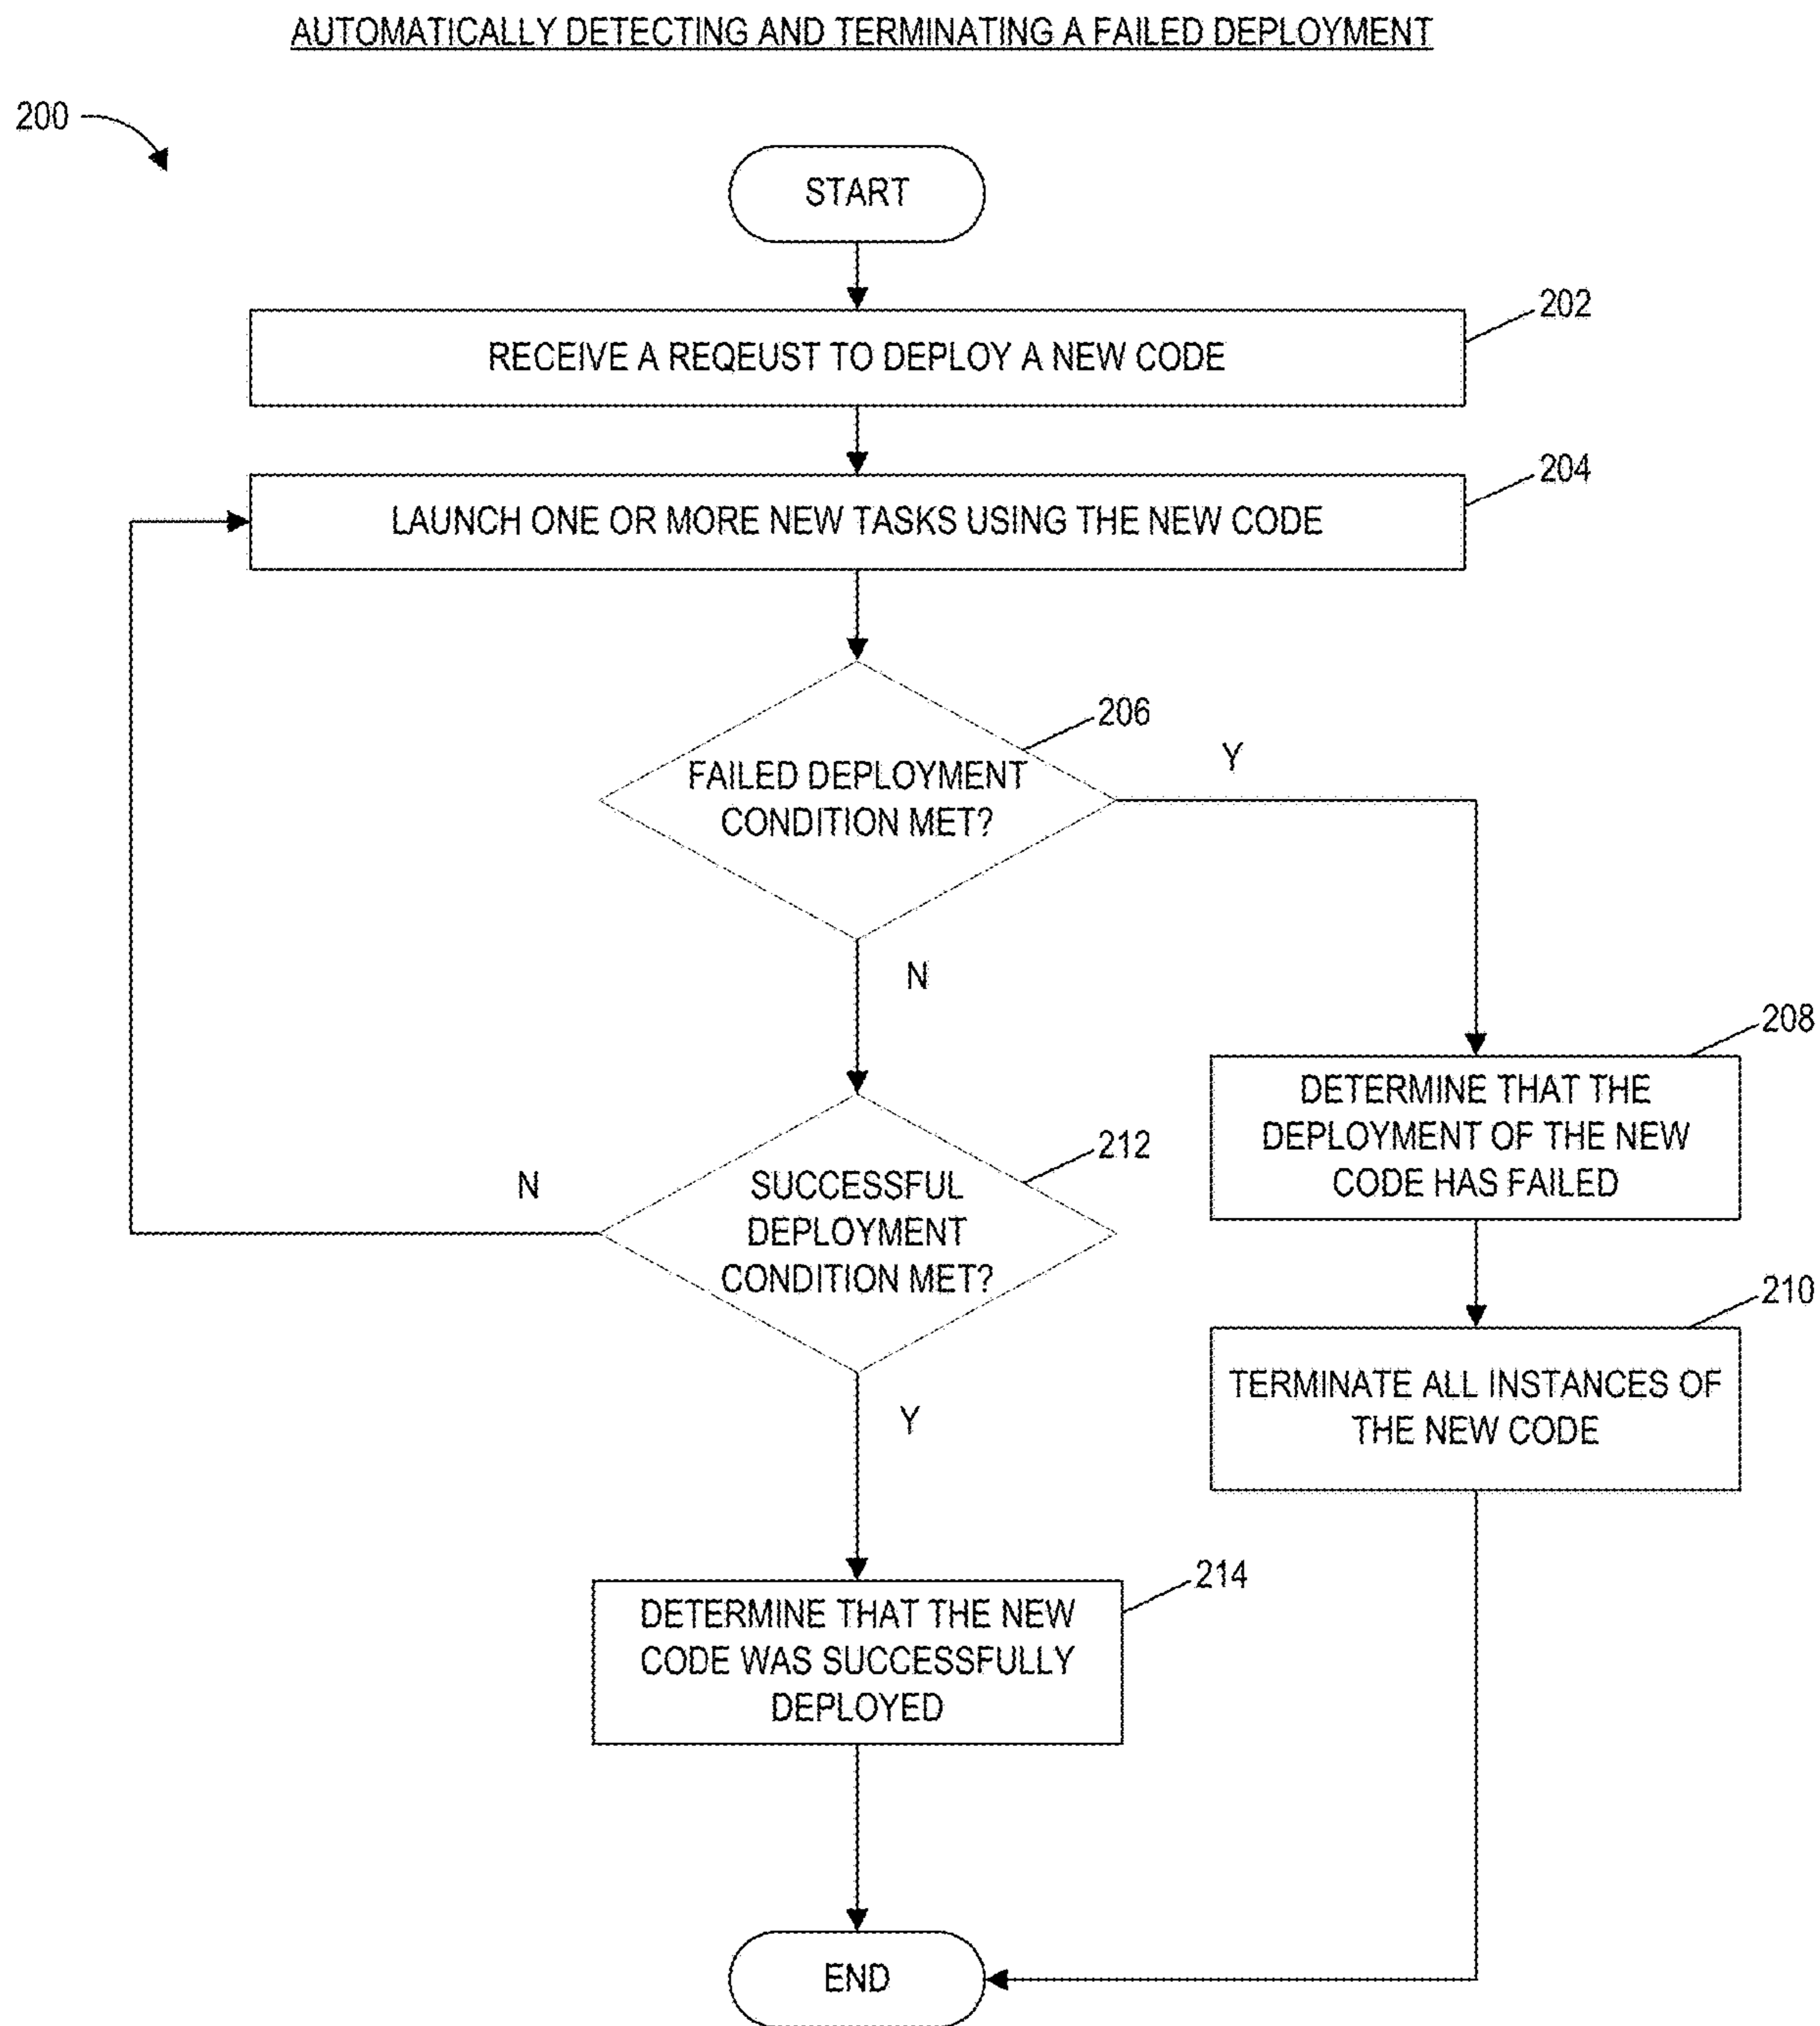 AUTOMATICALLY DETECTING AND TERMINATING A FAILED DEPLOYMENT
200
START
202
RECEIVE A REQEUST TO DEPLOY A NEW CODE
204
LAUNCH ONE OR MORE NEW TASKS USING THE NEW CODE
206
FAILED DEPLOYMENT
CONDITION MET?
Y
N
208
DETERMINE THAT THE
DEPLOYMENT OF THE NEW
CODE HAS FAILED
212
SUCCESSFUL
DEPLOYMENT
CONDITION MET?
N
Y
210
TERMINATE ALL INSTANCES OF
THE NEW CODE
214
DETERMINE THAT THE NEW
CODE WAS SUCCESSFULLY
DEPLOYED
END